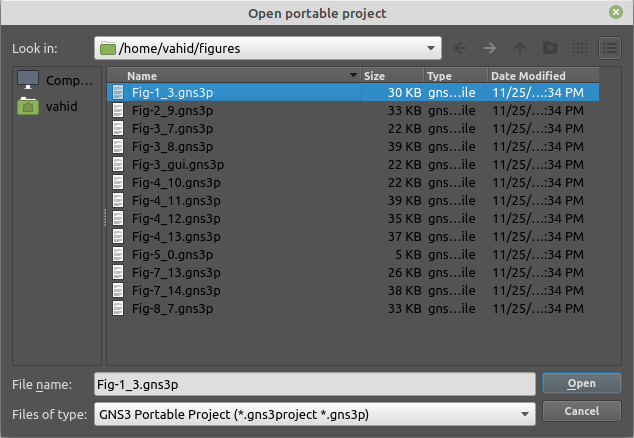 Open portable project
Look in: /home/vahid/figures
Comp...
vahid
Name Size Type Date Modified
Fig-1_3.gns3p 30 KB gns...ile 11/25/...:34 PM
Fig-2_9.gns3p 33 KB gns...ile 11/25/...:34 PM
Fig-3_7.gns3p 22 KB gns...ile 11/25/...:34 PM
Fig-3_8.gns3p 39 KB gns...ile 11/25/...:34 PM
Fig-3_gui.gns3p 22 KB gns...ile 11/25/...:34 PM
Fig-4_10.gns3p 22 KB gns...ile 11/25/...:34 PM
Fig-4_11.gns3p 39 KB gns...ile 11/25/...:34 PM
Fig-4_12.gns3p 35 KB gns...ile 11/25/...:34 PM
Fig-4_13.gns3p 37 KB gns...ile 11/25/...:34 PM
Fig-5_0.gns3p 5 KB gns...ile 11/25/...:34 PM
Fig-7_13.gns3p 26 KB gns...ile 11/25/...:34 PM
Fig-7_14.gns3p 38 KB gns...ile 11/25/...:34 PM
Fig-8_7.gns3p 33 KB gns...ile 11/25/...:34 PM
File name: Fig-1_3.gns3p Open
Files of type: GNS3 Portable Project (*.gns3project *.gns3p) Cancel